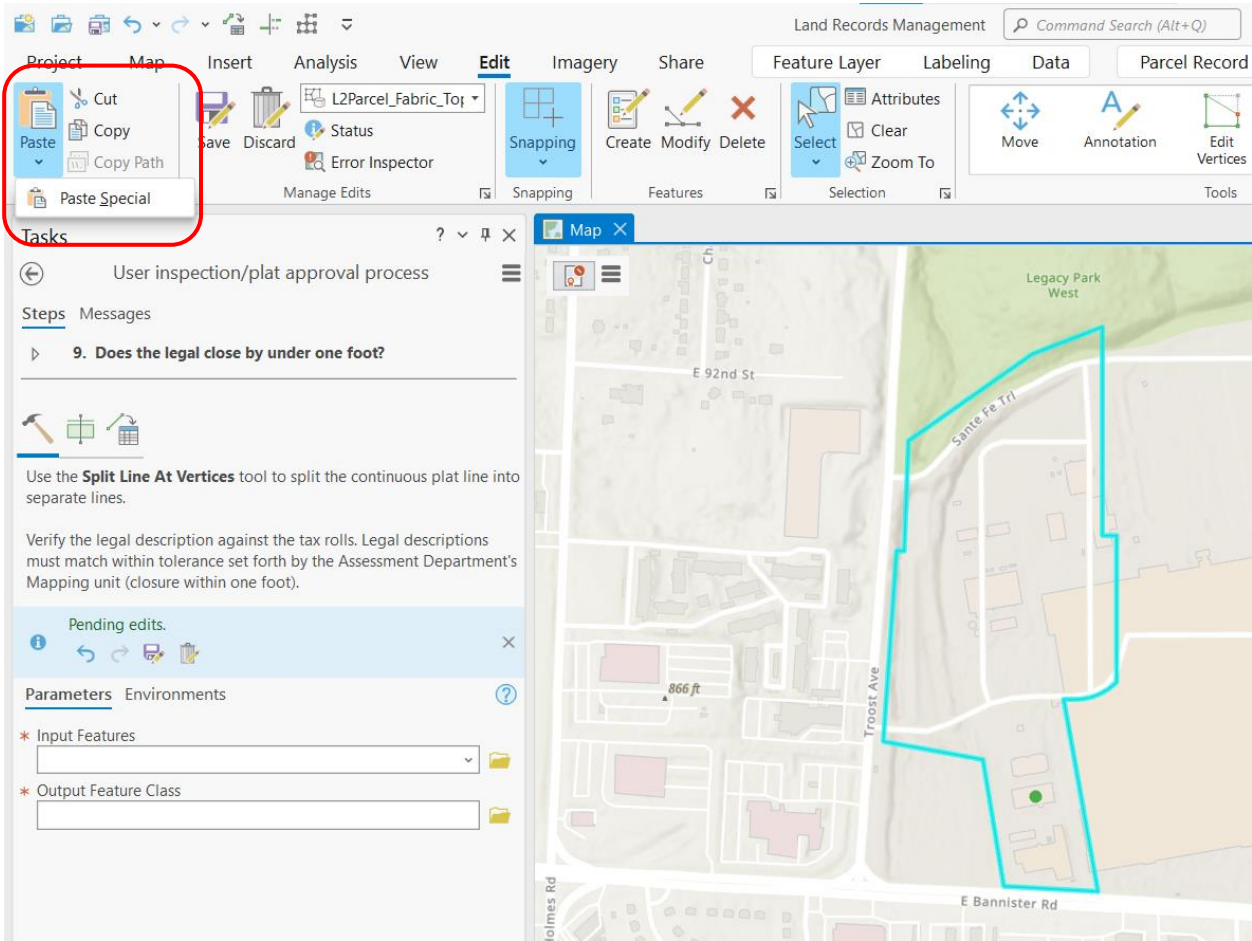 Land Records Management
Command Search (Alt+Q)
Project Map Insert Analysis View Edit Imagery Share Feature Layer Labeling Data Parcel Record
Paste
Cut
Copy
Copy Path
Paste Special
Save Discard
L2Parcel_Fabric_Top
Status
Error Inspector
Manage Edits
Snapping
Snapping
Create Modify Delete
Features
Select
Attributes
Clear
Zoom To
Selection
Move
Annotation
Edit
Vertices
Tools
Tasks
?
User inspection/plat approval process
Steps Messages
9. Does the legal close by under one foot?
Use the Split Line At Vertices tool to split the continuous plat line into
separate lines.
Verify the legal description against the tax rolls. Legal descriptions
must match within tolerance set forth by the Assessment Department's
Mapping unit (closure within one foot).
Pending edits.
Parameters Environments
?
* Input Features
* Output Feature Class
Map
Ch
Legacy Park
West
E 92nd St
Sante Fe Trl
866 ft
Troost Ave
Holmes Rd
E Bannister Rd